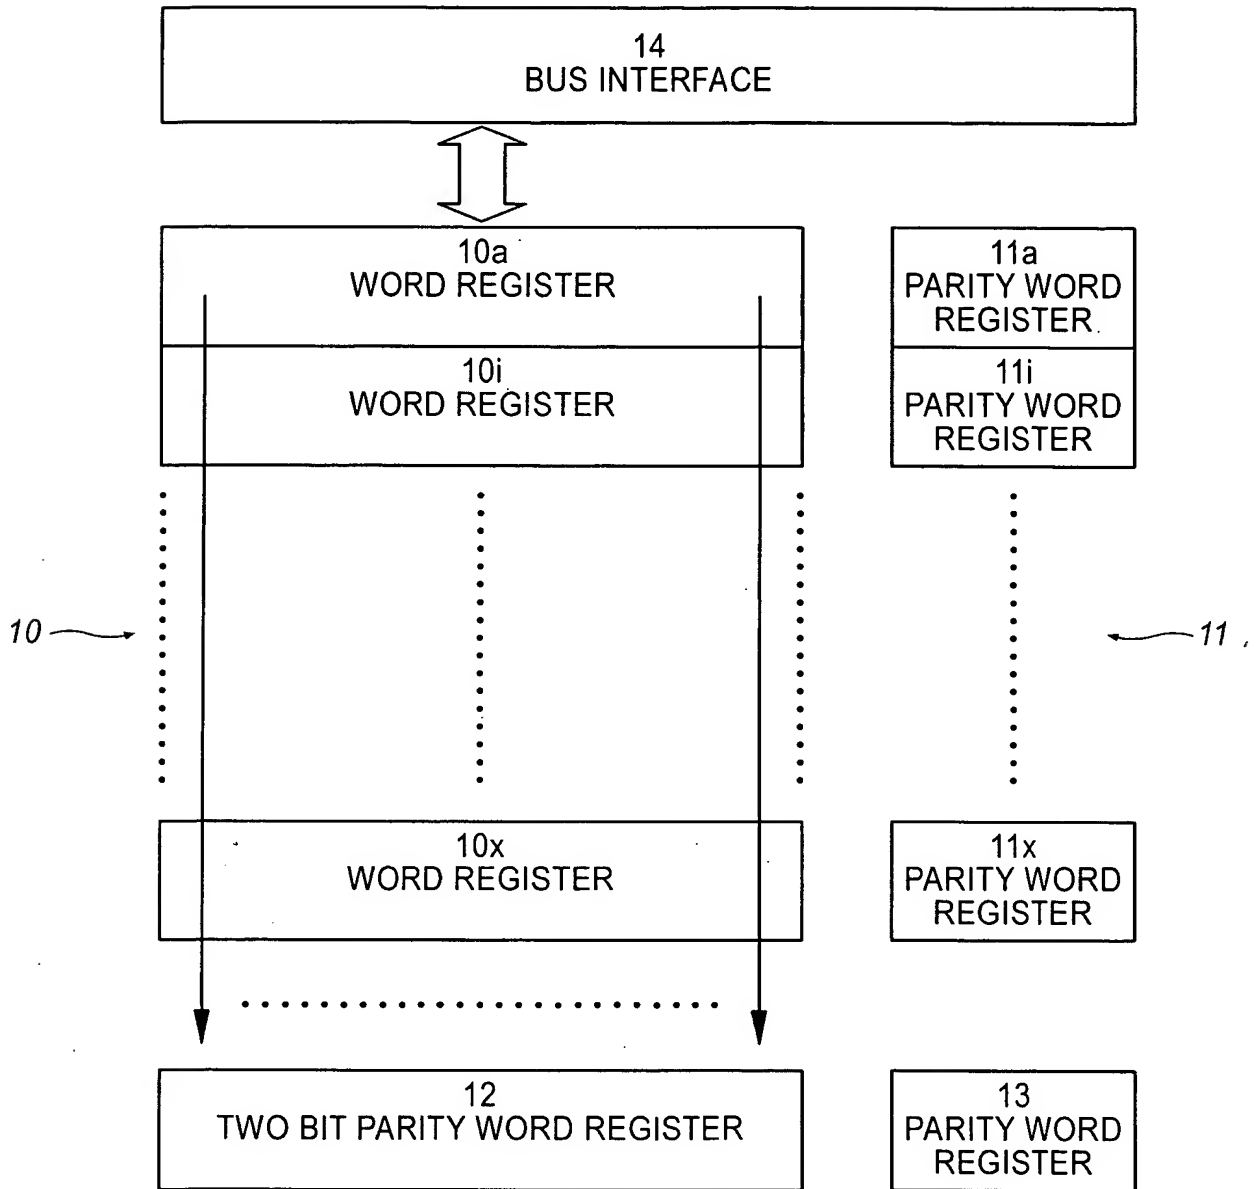 14
BUS INTERFACE
10a
WORD REGISTER
11a
PARITY WORD
REGISTER
10i
WORD REGISTER
11i
PARITY WORD
REGISTER
10
11
10x
WORD REGISTER
11x
PARITY WORD
REGISTER
12
TWO BIT PARITY WORD REGISTER
13
PARITY WORD
REGISTER